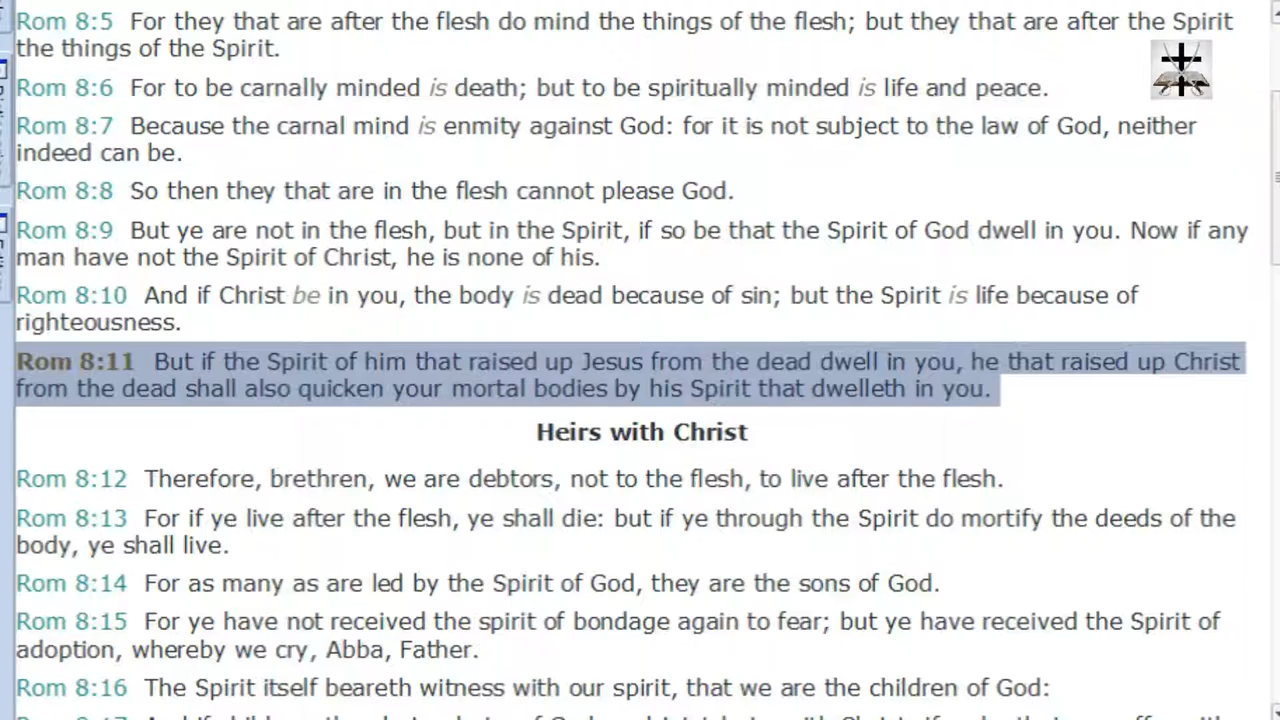 Rom 8:5 For they that are after the flesh do mind the things of the flesh; but they that are after the Spirit
the things of the Spirit.
Rom 8:6 For to be carnally minded is death; but to be spiritually minded is life and peace.
Rom 8:7 Because the carnal mind is enmity against God: for it is not subject to the law of God, neither
indeed can be.
Rom 8:8 So then they that are in the flesh cannot please God.
Rom 8:9 But ye are not in the flesh, but in the Spirit, if so be that the Spirit of God dwell in you. Now if any
man have not the Spirit of Christ, he is none of his.
Rom 8:10 And if Christ be in you, the body is dead because of sin; but the Spirit is life because of
righteousness.
Rom 8:11 But if the Spirit of him that raised up Jesus from the dead dwell in you, he that raised up Christ
from the dead shall also quicken your mortal bodies by his Spirit that dwelleth in you.
Heirs with Christ
Rom 8:12 Therefore, brethren, we are debtors, not to the flesh, to live after the flesh.
Rom 8:13 For if ye live after the flesh, ye shall die: but if ye through the Spirit do mortify the deeds of the
body, ye shall live.
Rom 8:14 For as many as are led by the Spirit of God, they are the sons of God.
Rom 8:15 For ye have not received the spirit of bondage again to fear; but ye have received the Spirit of
adoption, whereby we cry, Abba, Father.
Rom 8:16 The Spirit itself beareth witness with our spirit, that we are the children of God: